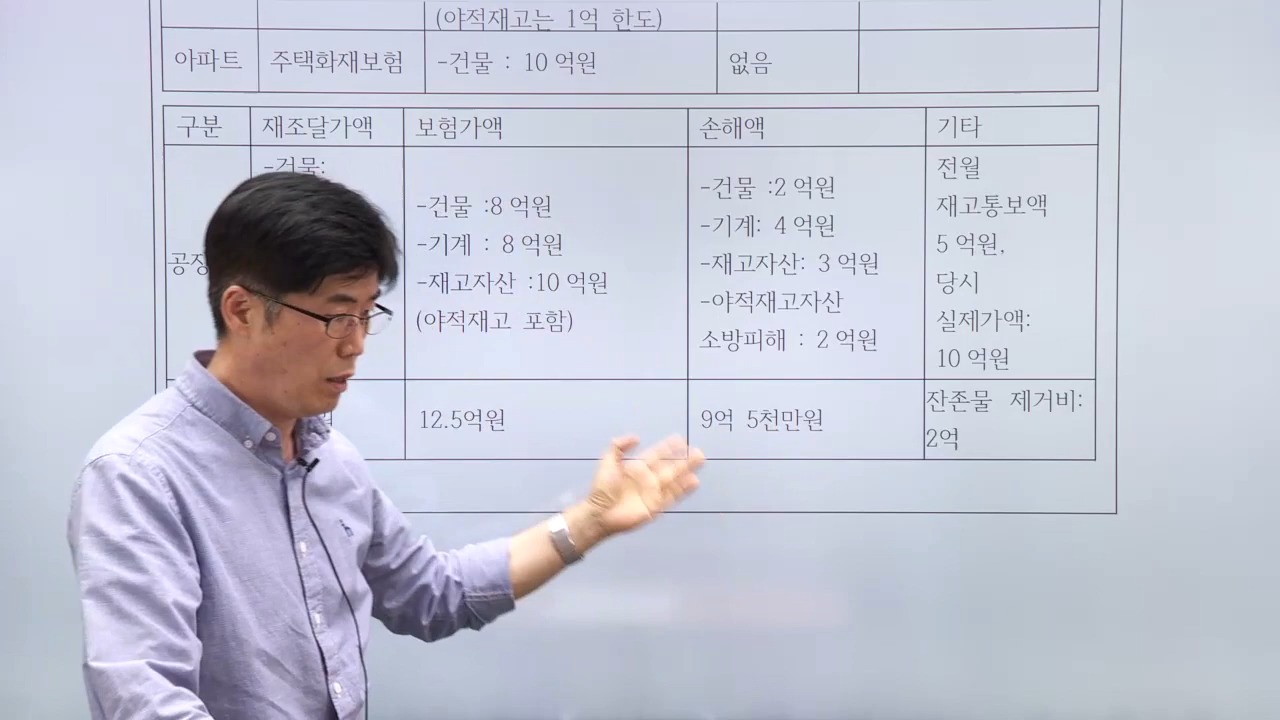 (야적재고는 1억 한도)
아파트 주택화재보험 -건물 : 10 억원 없음
구분 재조달가액 보험가액 손해액 기타
-건물:
공장
-건물 :8 억원
-기계 : 8 억원
-재고자산 :10 억원
(야적재고 포함)
-건물 :2 억원
-기계: 4 억원
-재고자산: 3 억원
-야적재고자산
소방피해 : 2 억원
전월
재고통보액
5 억원,
당시
실제가액:
10 억원
12.5억원
9억 5천만원
잔존물 제거비:
2억